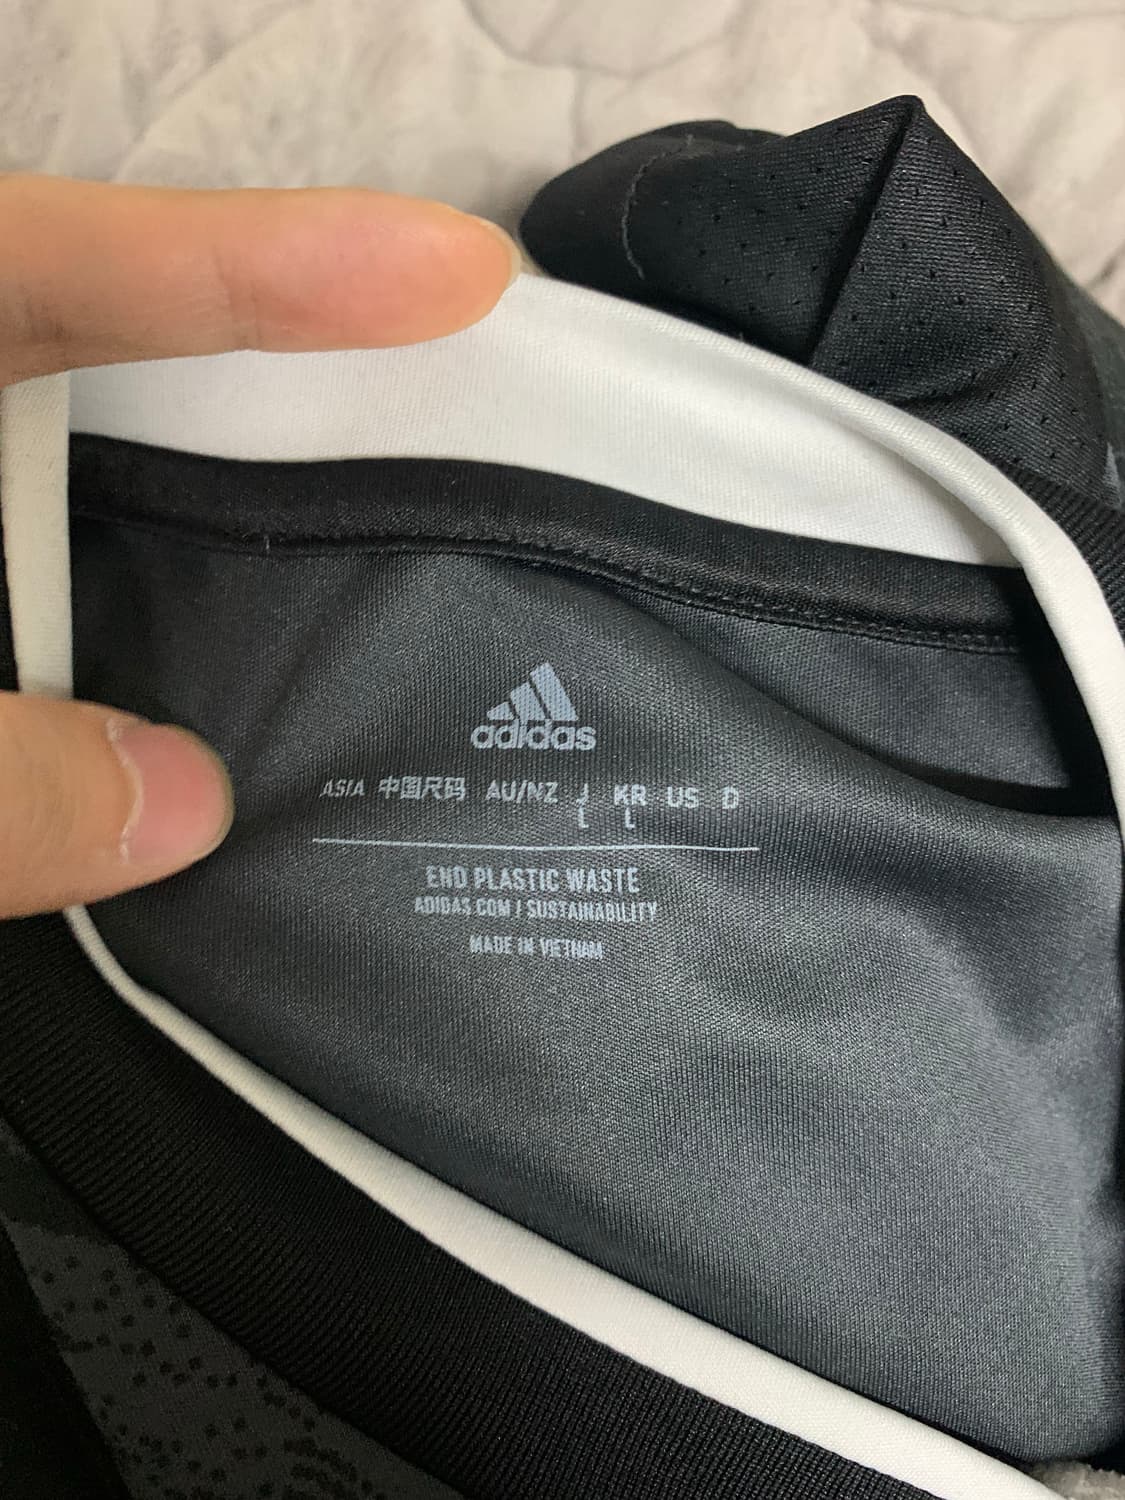 adidas
ASIA 中国尺码 AU/NZ J KR US D
L L
END PLASTIC WASTE
ADIDAS.COM / SUSTAINABILITY
MADE IN VIETNAM